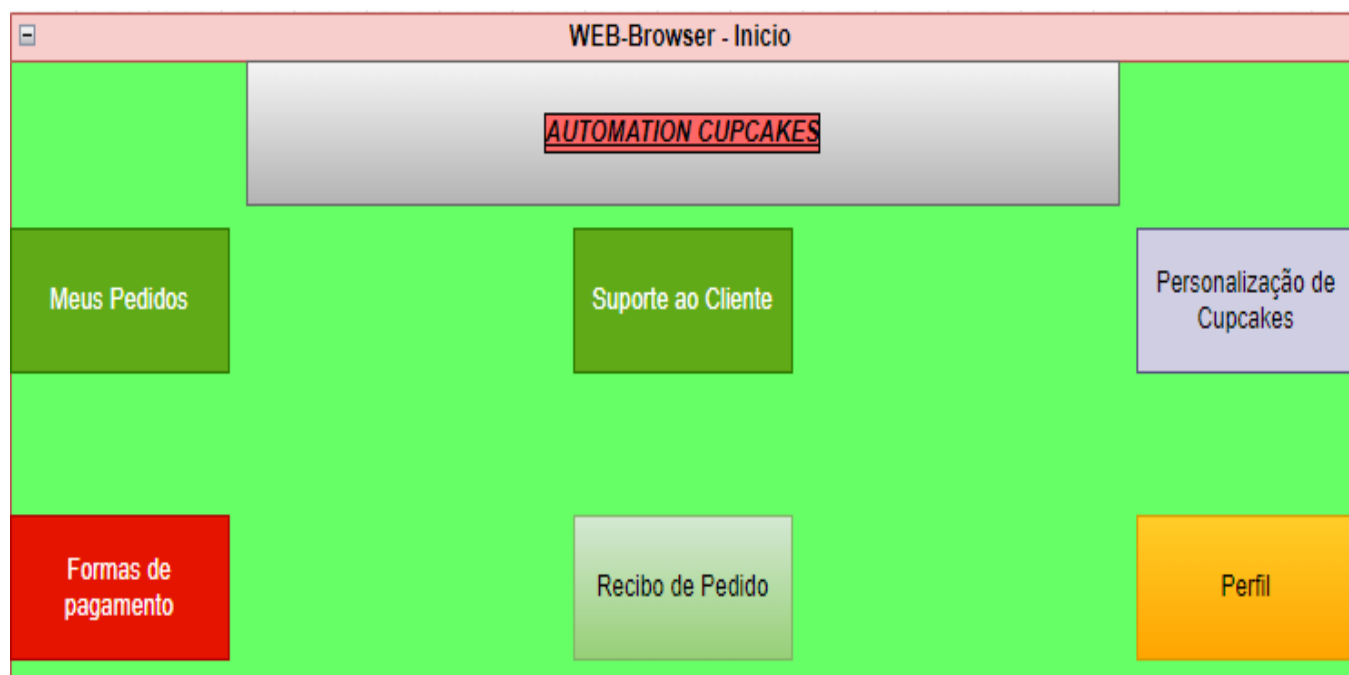 WEB-Browser - Inicio
AUTOMATION CUPCAKES
Meus Pedidos
Suporte ao Cliente
Personalização de
Cupcakes
Formas de
pagamento
Recibo de Pedido
Perfil